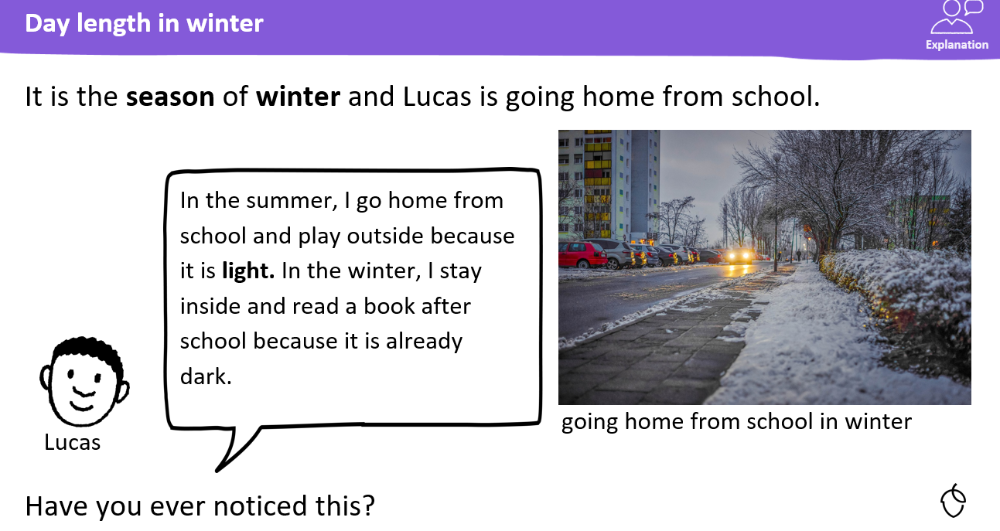 Day length in winter
Explanation
It is the season of winter and Lucas is going home from school.
In the summer, I go home from
school and play outside because
it is light. In the winter, I stay
inside and read a book after
school because it is already
dark.
Lucas
going home from school in winter
Have you ever noticed this?